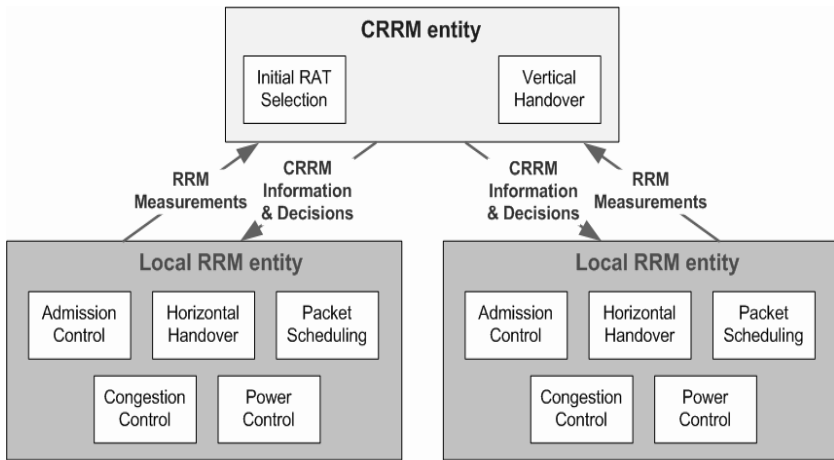 CRRM entity
Initial RAT
Selection
Vertical
Handover
RRM
Measurements
CRRM
Information
& Decisions
CRRM
Information
& Decisions
RRM
Measurements
Local RRM entity
Admission
Control
Horizontal
Handover
Packet
Scheduling
Congestion
Control
Power
Control
Local RRM entity
Admission
Control
Horizontal
Handover
Packet
Scheduling
Congestion
Control
Power
Control